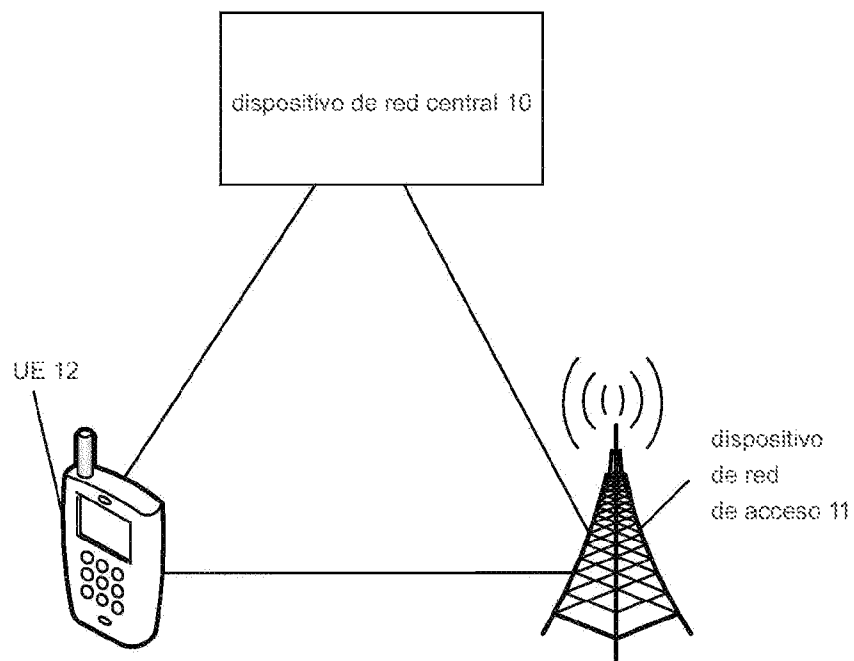 dispositivo de red central 10
UE 12
dispositivo
de red
de acceso 11